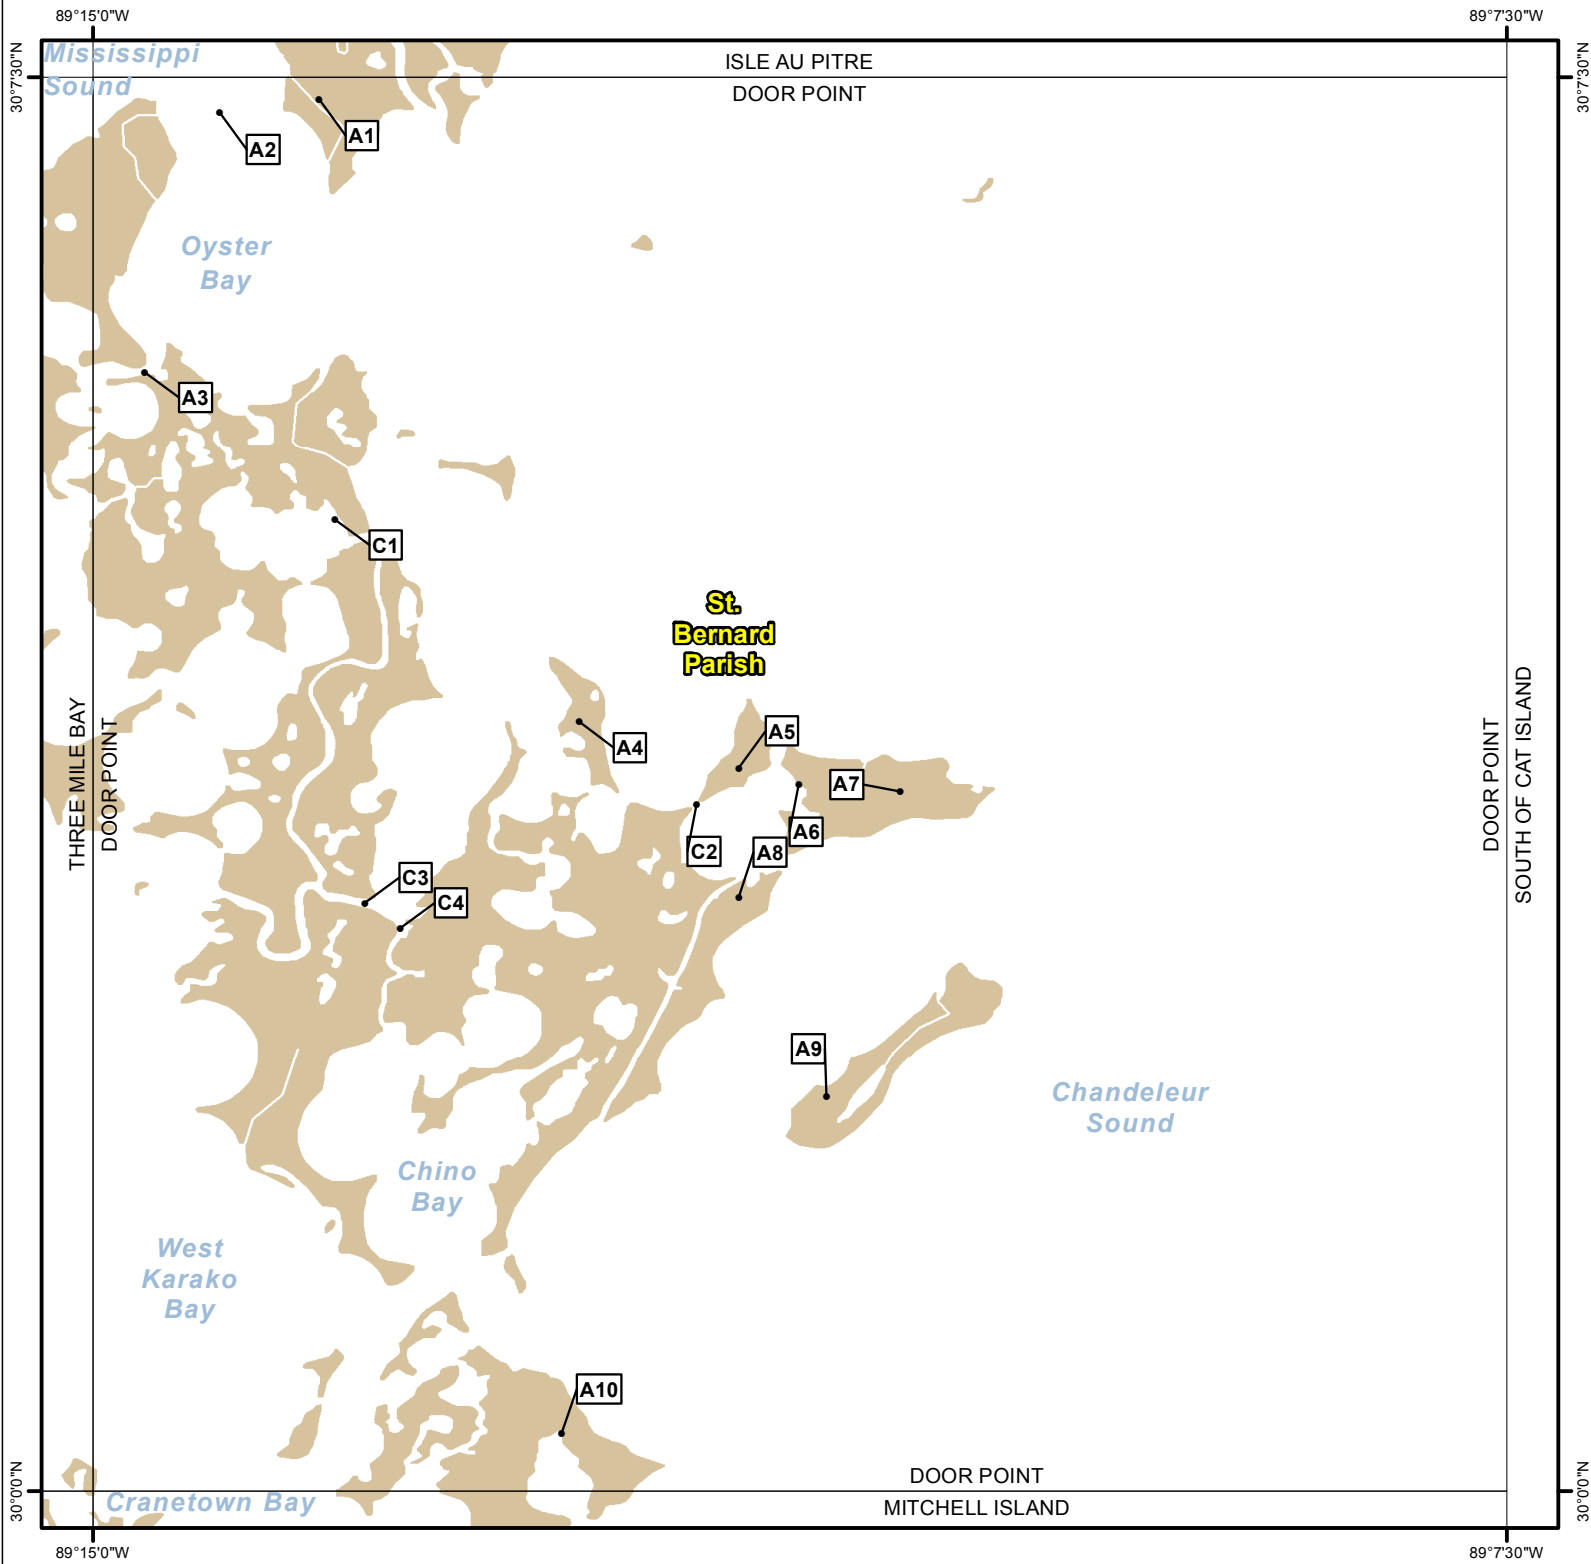 89°15'0"W
89°7'30"W
30°7'30"N
30°7'30"N
Mississippi
Sound
ISLE AU PITRE
DOOR POINT
A1
A2
Oyster
Bay
A3
C1
St.
Bernard
Parish
THREE MILE BAY
DOOR POINT
A4
A5
A7
A6
C2
A8
DOOR POINT
SOUTH OF CAT ISLAND
C3
C4
A9
Chandeleur
Sound
Chino
Bay
West
Karako
Bay
A10
DOOR POINT
MITCHELL ISLAND
Cranetown Bay
30°0'0"N
30°0'0"N
89°15'0"W
89°7'30"W